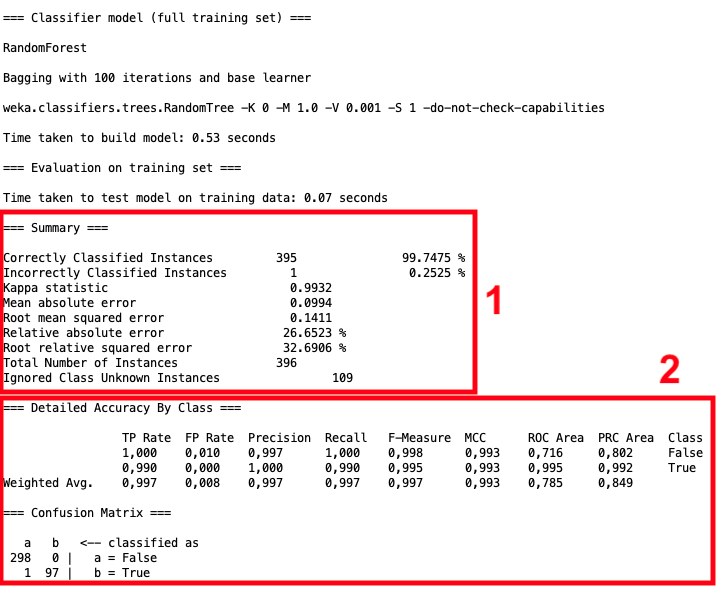 === Classifier model (full training set) ===
RandomForest
Bagging with 100 iterations and base learner
weka.classifiers.trees.RandomTree -K 0 -M 1.0 -V 0.001 -S 1 -do-not-check-capabilities
Time taken to build model: 0.53 seconds
=== Evaluation on training set ===
Time taken to test model on training data: 0.07 seconds
=== Summary ===
Correctly Classified Instances 395 99.7475 %
Incorrectly Classified Instances 1 0.2525 %
Kappa statistic 0.9932
Mean absolute error 0.0994
Root mean squared error 0.1411
Relative absolute error 26.6523 %
Root relative squared error 32.6906 %
Total Number of Instances 396
Ignored Class Unknown Instances 109
1
2
=== Detailed Accuracy By Class ===
TP Rate FP Rate Precision Recall F-Measure MCC ROC Area PRC Area Class
1,000 0,010 0,997 1,000 0,998 0,993 0,716 0,802 False
0,990 0,000 1,000 0,990 0,995 0,993 0,995 0,992 True
Weighted Avg. 0,997 0,008 0,997 0,997 0,997 0,993 0,785 0,849
=== Confusion Matrix ===
a b <-- classified as
298 0 | a = False
1 97 | b = True